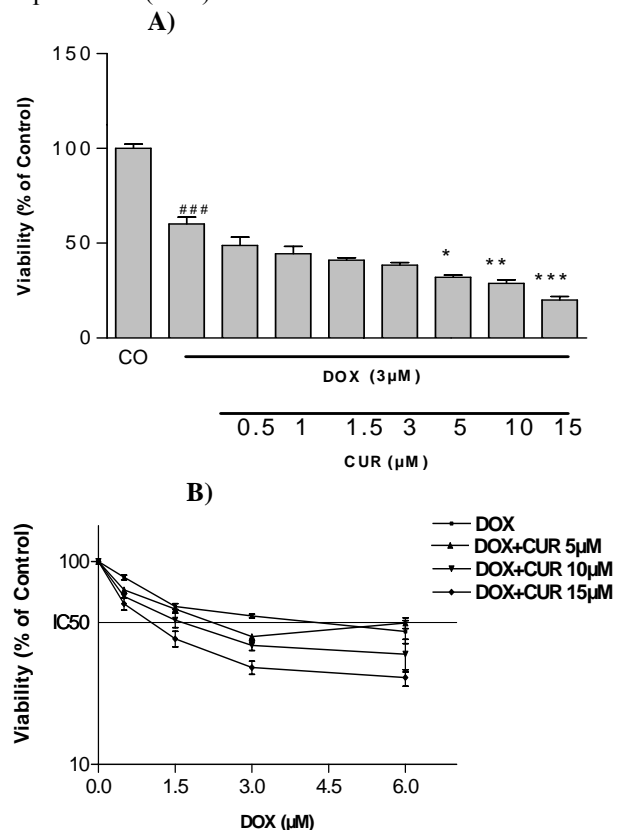 A)
Viability (% of Control)
150
100
50
0
###
*
**
***
CO
DOX (3µM)
0.5 1 1.5 3 5 10 15
CUR (µM)
B)
DOX
DOX+CUR 5µM
DOX+CUR 10µM
DOX+CUR 15µM
Viability (% of Control)
100
IC50
10
0.0 1.5 3.0 4.5 6.0
DOX (µM)